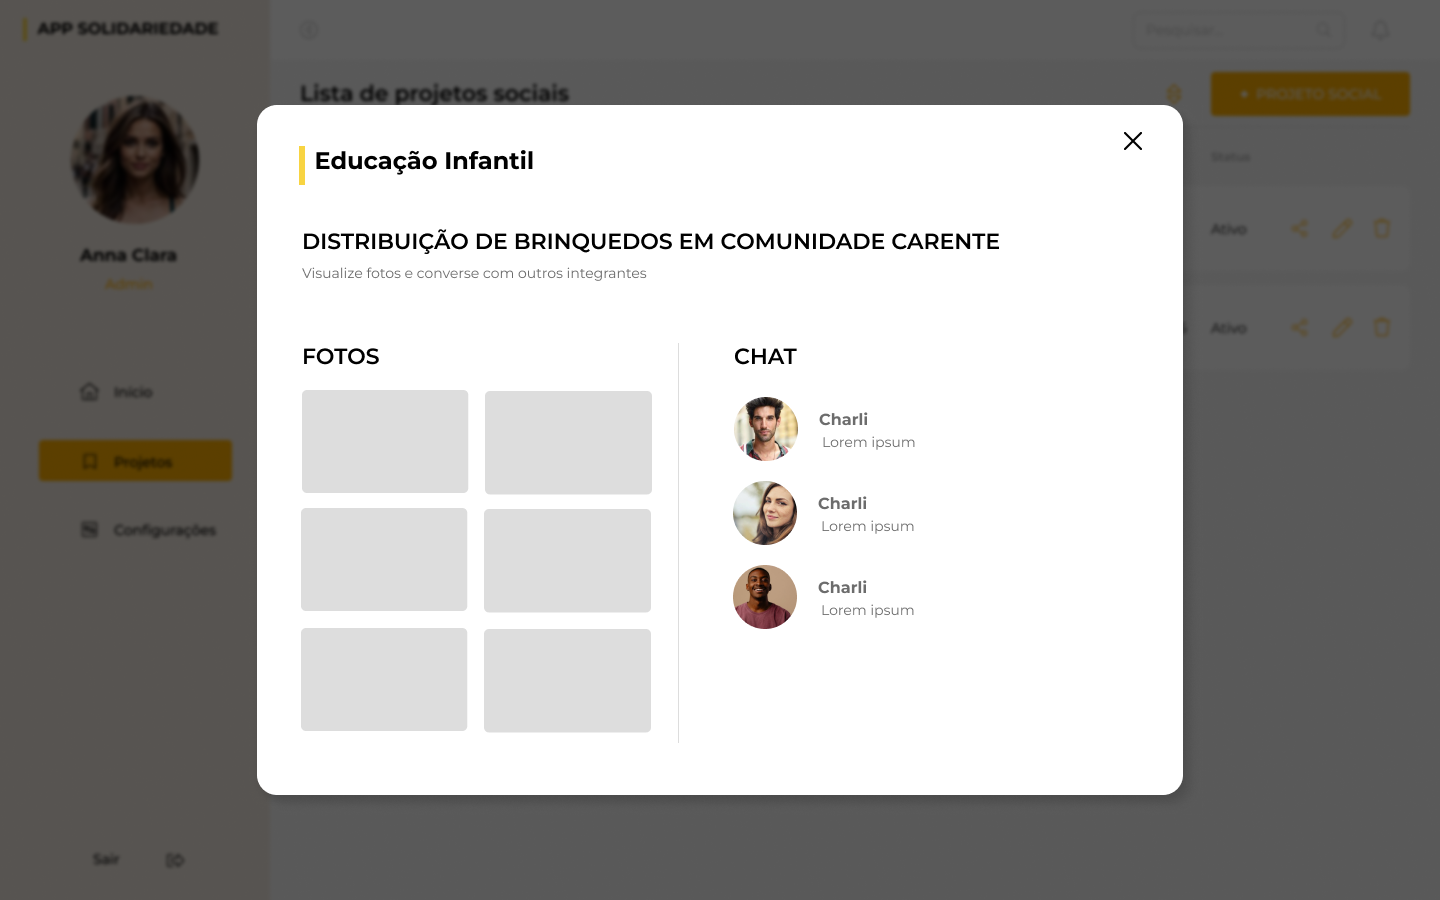 APP SOLIDARIEDADE
Pesquisar...
Lista de projetos sociais
PROJETO SOCIAL
Status
Anna Clara
Admin
Ativo
Ativo
Início
Projetos
Configurações
Sair
Educação Infantil
DISTRIBUIÇÃO DE BRINQUEDOS EM COMUNIDADE CARENTE
Visualize fotos e converse com outros integrantes
FOTOS
CHAT
Charli
Lorem ipsum
Charli
Lorem ipsum
Charli
Lorem ipsum